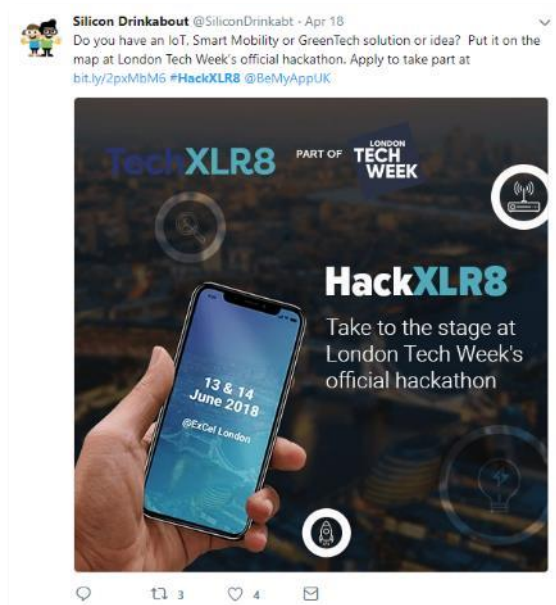 Silicon Drinkabout @SiliconDrinkabt · Apr 18
Do you have an IoT, Smart Mobility or GreenTech solution or idea? Put it on the
map at London Tech Week's official hackathon. Apply to take part at
bit.ly/2pxMbM6 #HackXLR8 @BeMyAppUK
TechXLR8 PART OF LONDON
TECH
WEEK
HackXLR8
Take to the stage at
London Tech Week's
official hackathon
13 & 14
June 2018
@ExCel London
3 4